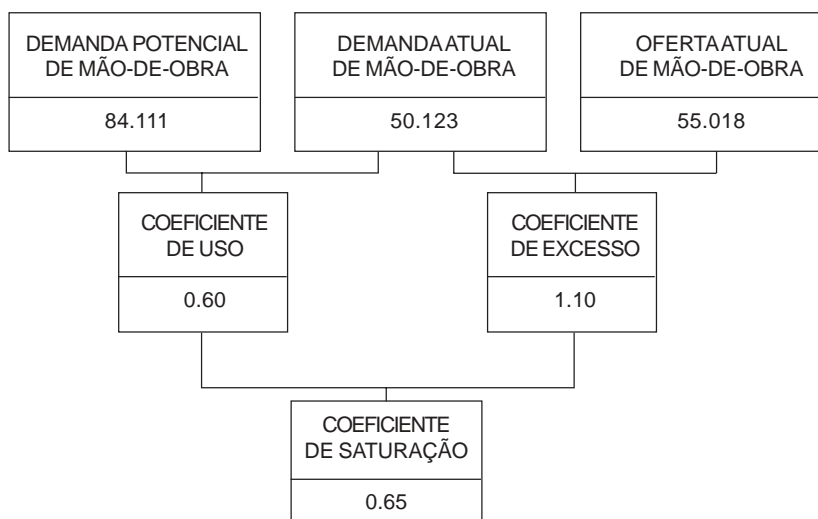 DEMANDA POTENCIAL
DE MÃO-DE-OBRA
84.111
DEMANDA ATUAL
DE MÃO-DE-OBRA
50.123
OFERTA ATUAL
DE MÃO-DE-OBRA
55.018
COEFICIENTE
DE USO
0.60
COEFICIENTE
DE EXCESSO
1.10
COEFICIENTE
DE SATURAÇÃO
0.65